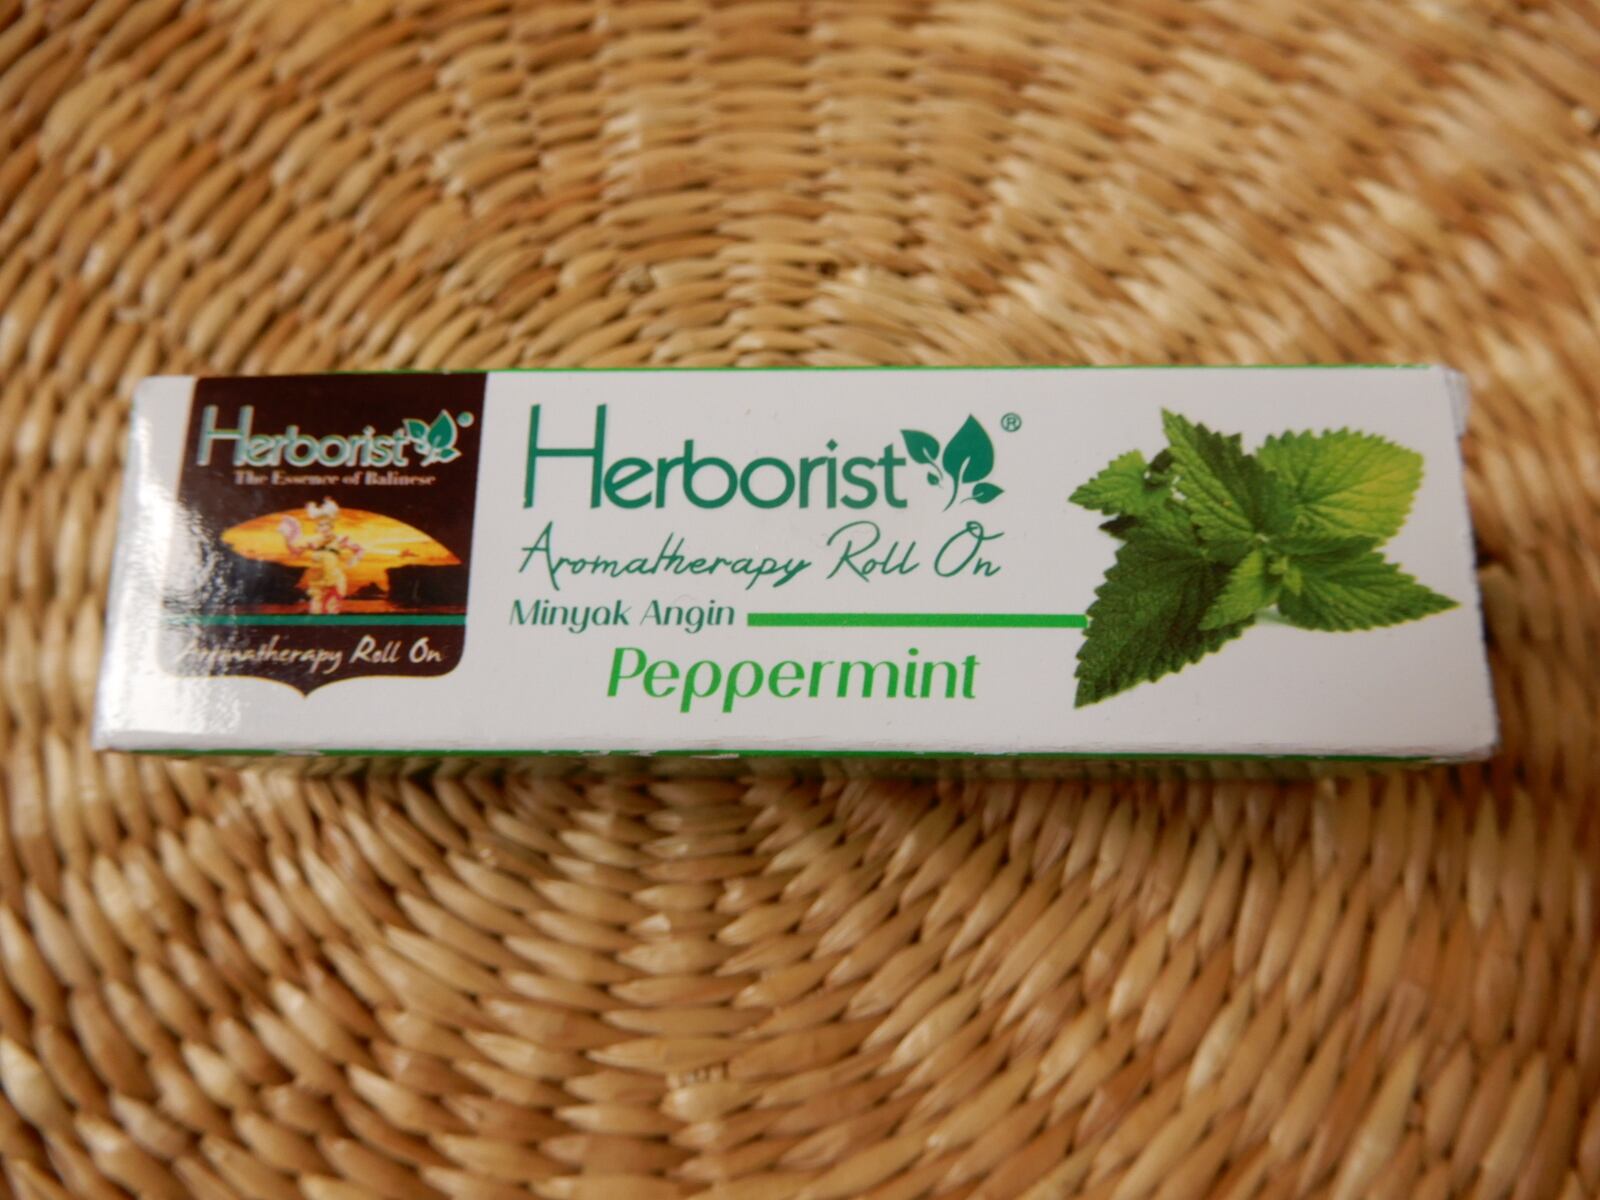 Herborist®
The Essence of Balinese
Aromatherapy Roll On
Herborist®
Aromatherapy Roll On
Minyak Angin
Peppermint